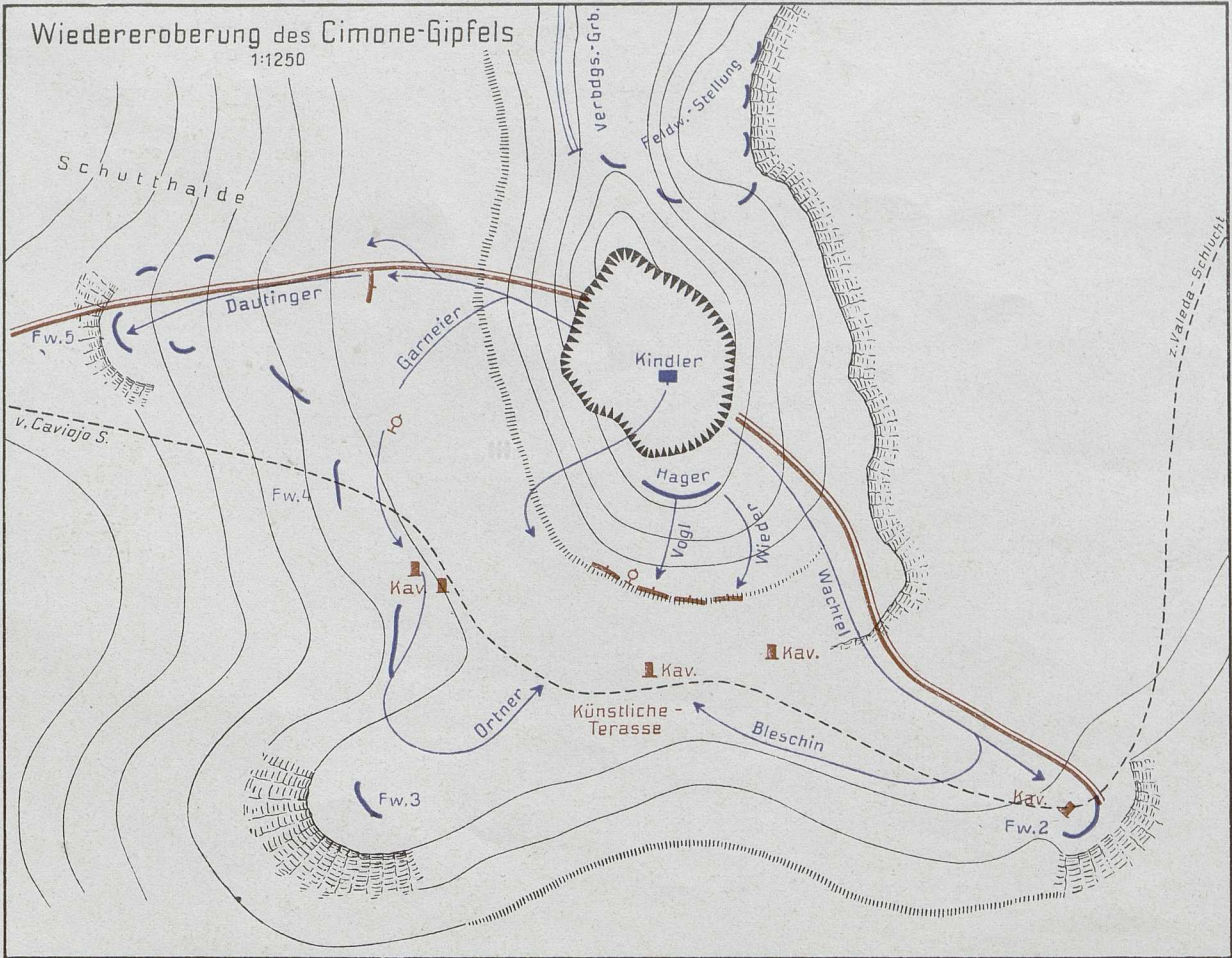 Wiedereroberung des Cimone-Gipfels
1:1250
Verbdgs.-Grb.
Feldw.-Stellung
Schutthalde
z. Valeda-Schlucht
Dautinger
Fw.5
Garneier
Kindler
v. Caviojo S.
Hager
Fw.4
Vogl
Wiedar
Wachtel
Kav.
Kav.
Kav.
Ortner
Künstliche-
Terasse
Bleschin
Fw.3
Kav.
Fw.2